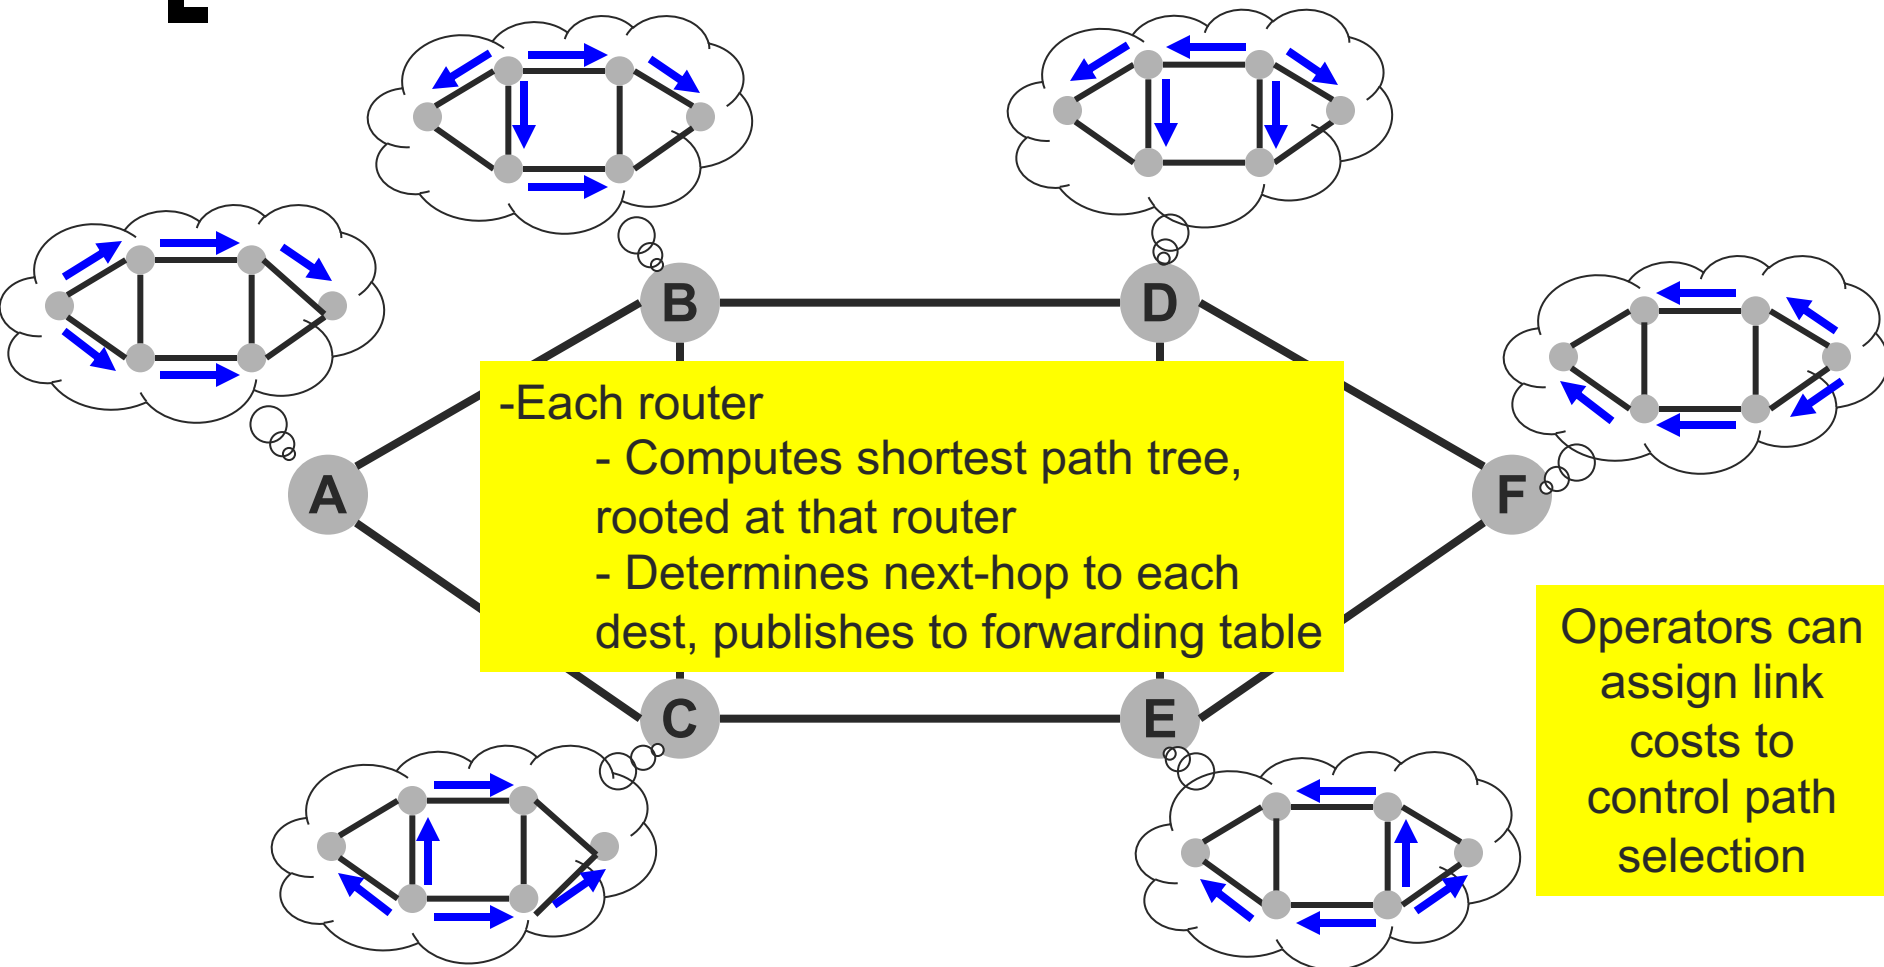 B
D
-Each router
- Computes shortest path tree,
rooted at that router
- Determines next-hop to each
dest, publishes to forwarding table
A
F
Operators can
assign link
costs to
control path
selection
C
E